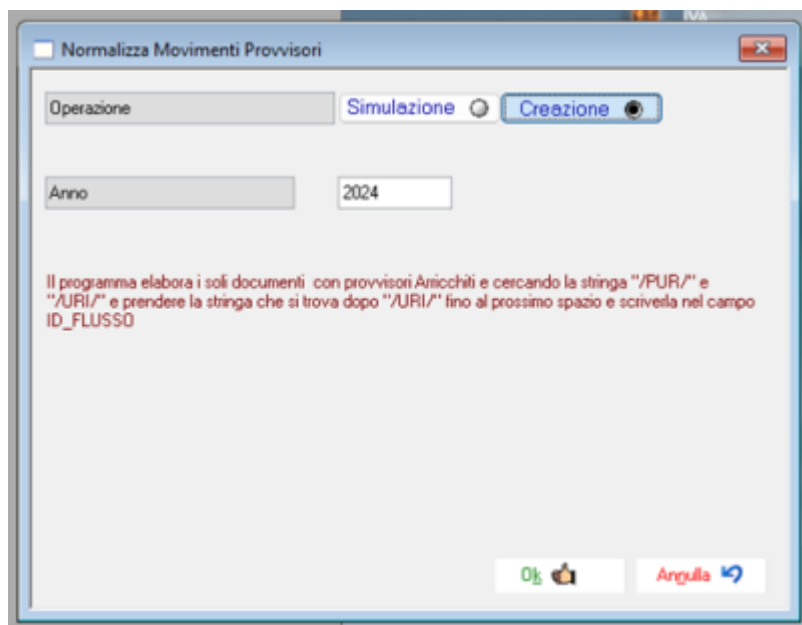 IVA
Normalizza Movimenti Provvisori
Operazione Simulazione Creazione
Anno 2024
Il programma elabora i soli documenti con provvisori Arricchiti e cercando la stringa "/PUR/" e
"/URI/" e prendere la stringa che si trova dopo "/URI/" fino al prossimo spazio e scriverla nel campo
ID_FLUSSO
Ok Annulla